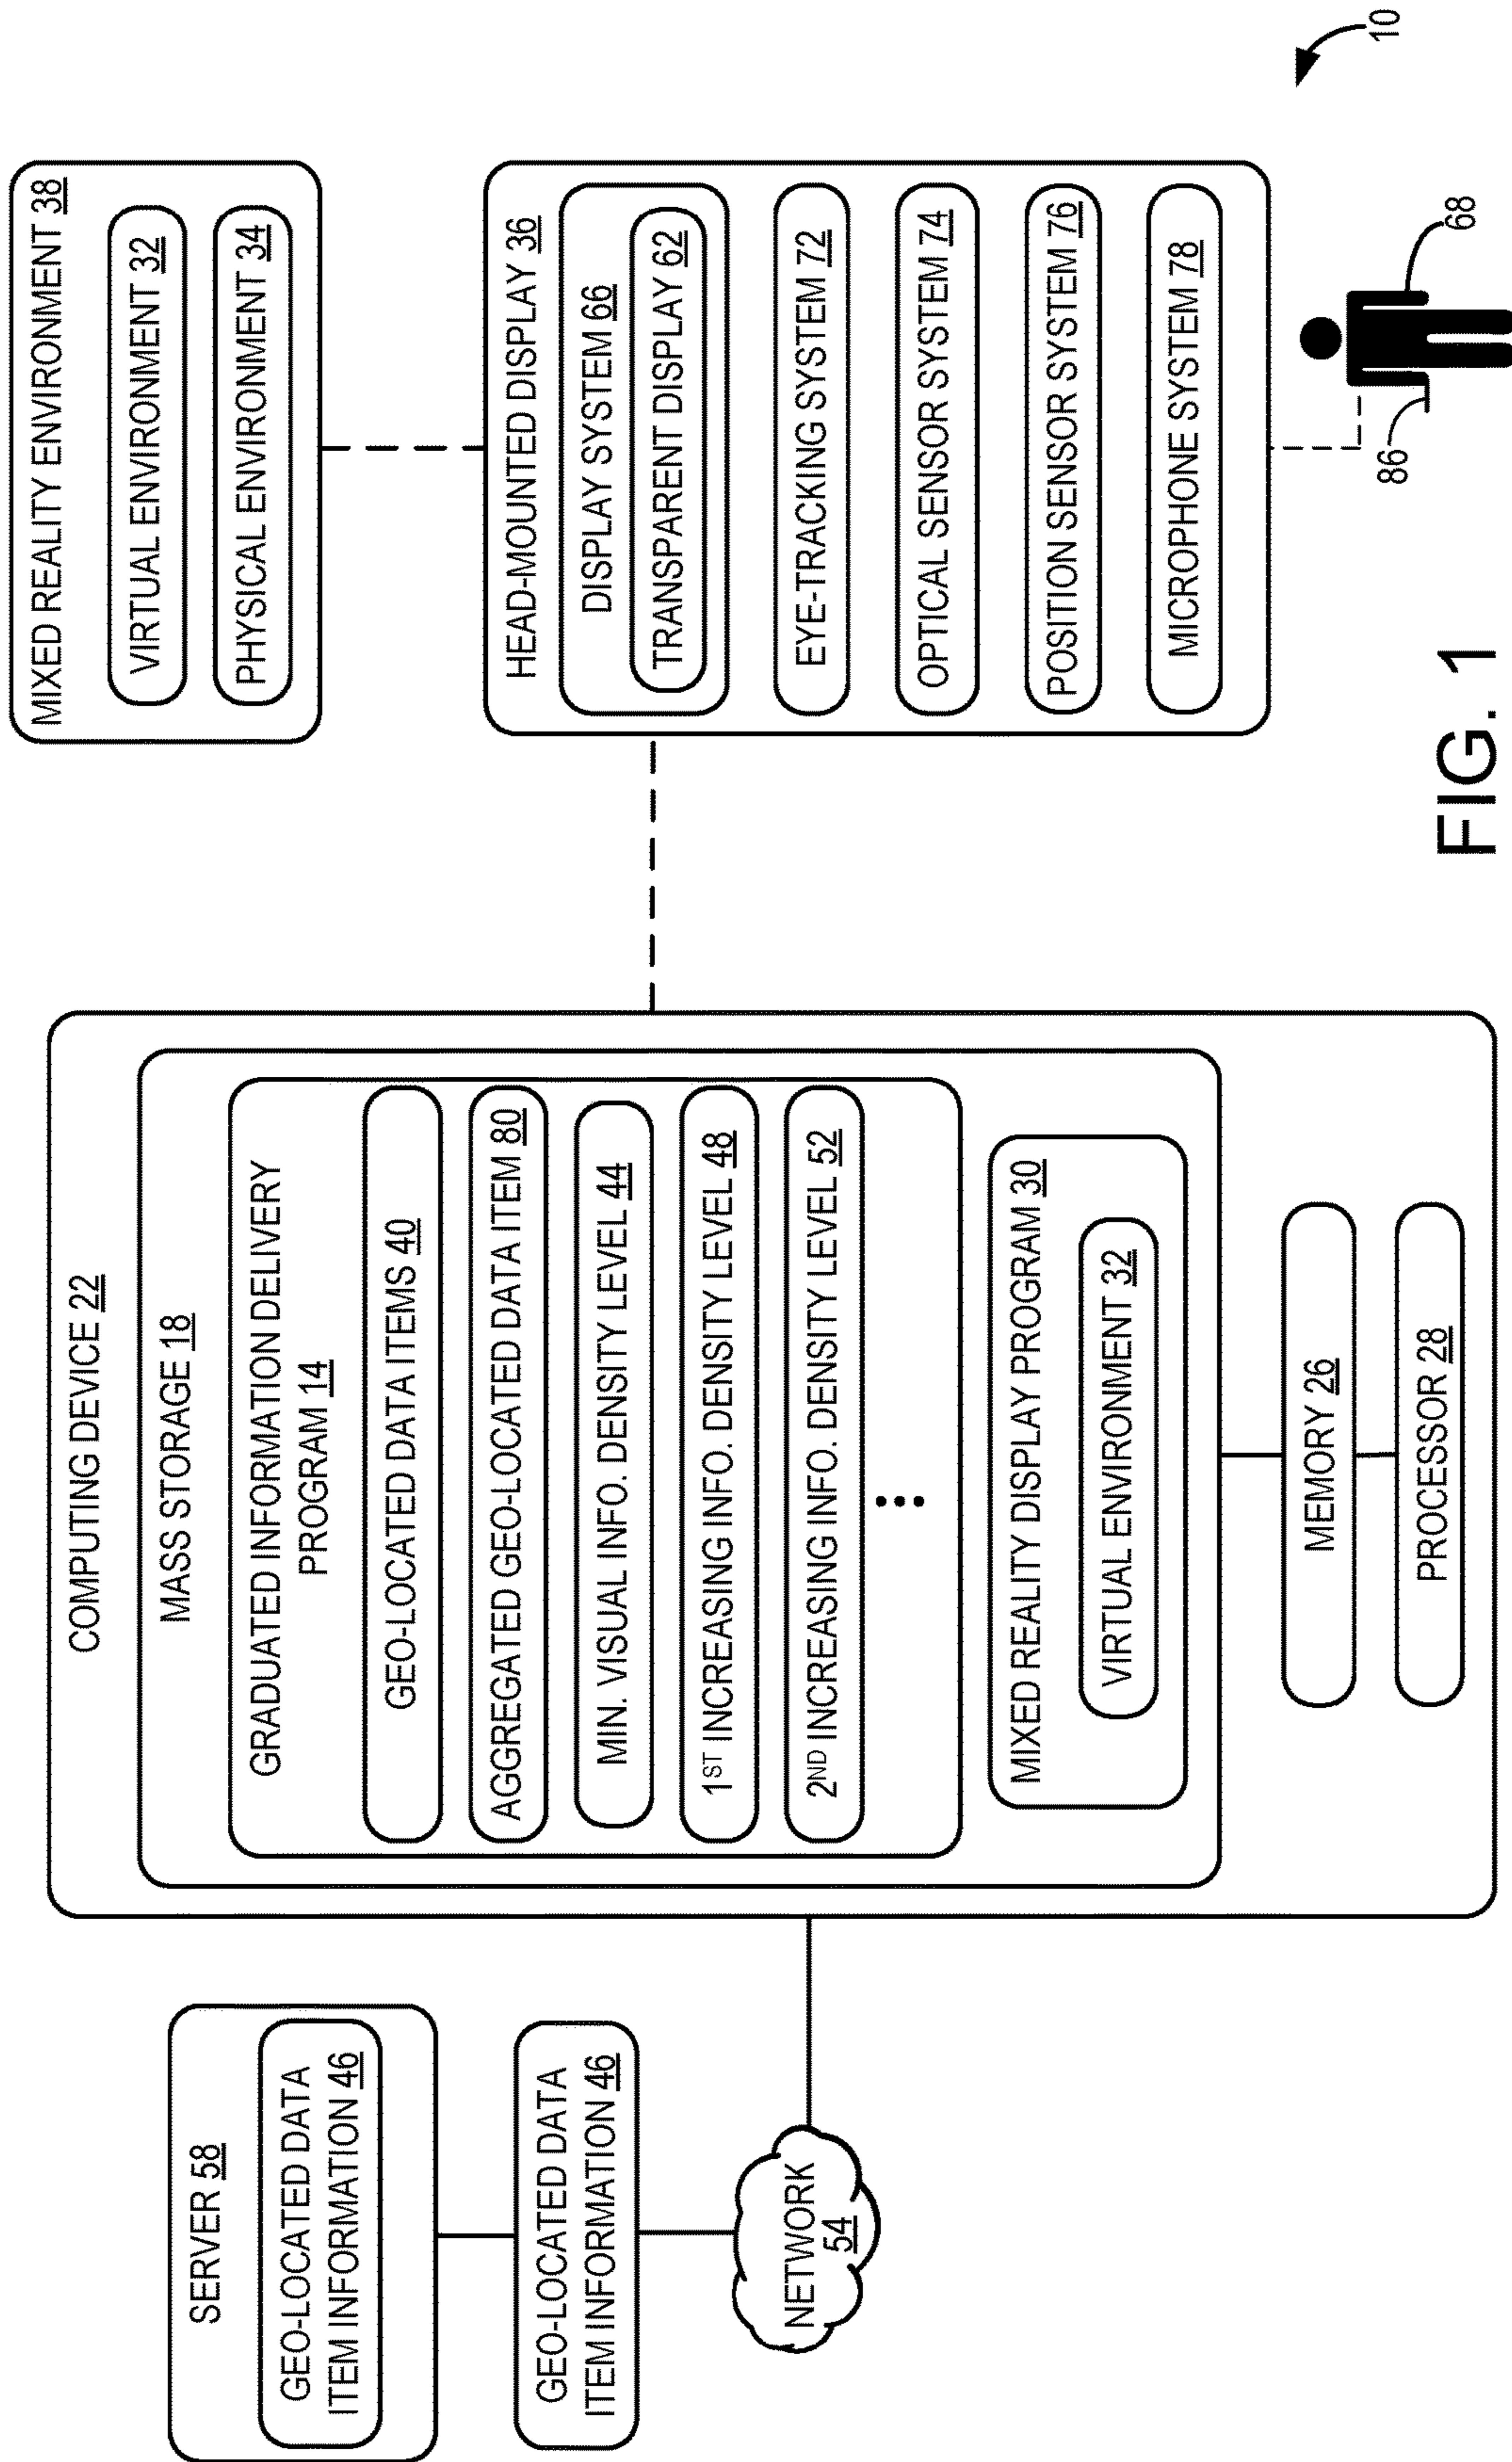 SERVER 58
GEO-LOCATED DATA
ITEM INFORMATION 46
GEO-LOCATED DATA
ITEM INFORMATION 46
NETWORK
54
COMPUTING DEVICE 22
MASS STORAGE 18
GRADUATED INFORMATION DELIVERY
PROGRAM 14
GEO-LOCATED DATA ITEMS 40
AGGREGATED GEO-LOCATED DATA ITEM 80
MIN. VISUAL INFO. DENSITY LEVEL 44
1ST INCREASING INFO. DENSITY LEVEL 48
2ND INCREASING INFO. DENSITY LEVEL 52
MIXED REALITY DISPLAY PROGRAM 30
VIRTUAL ENVIRONMENT 32
MEMORY 26
PROCESSOR 28
MIXED REALITY ENVIRONMENT 38
VIRTUAL ENVIRONMENT 32
PHYSICAL ENVIRONMENT 34
HEAD-MOUNTED DISPLAY 36
DISPLAY SYSTEM 66
TRANSPARENT DISPLAY 62
EYE-TRACKING SYSTEM 72
OPTICAL SENSOR SYSTEM 74
POSITION SENSOR SYSTEM 76
MICROPHONE SYSTEM 78
86
68
10
FIG. 1